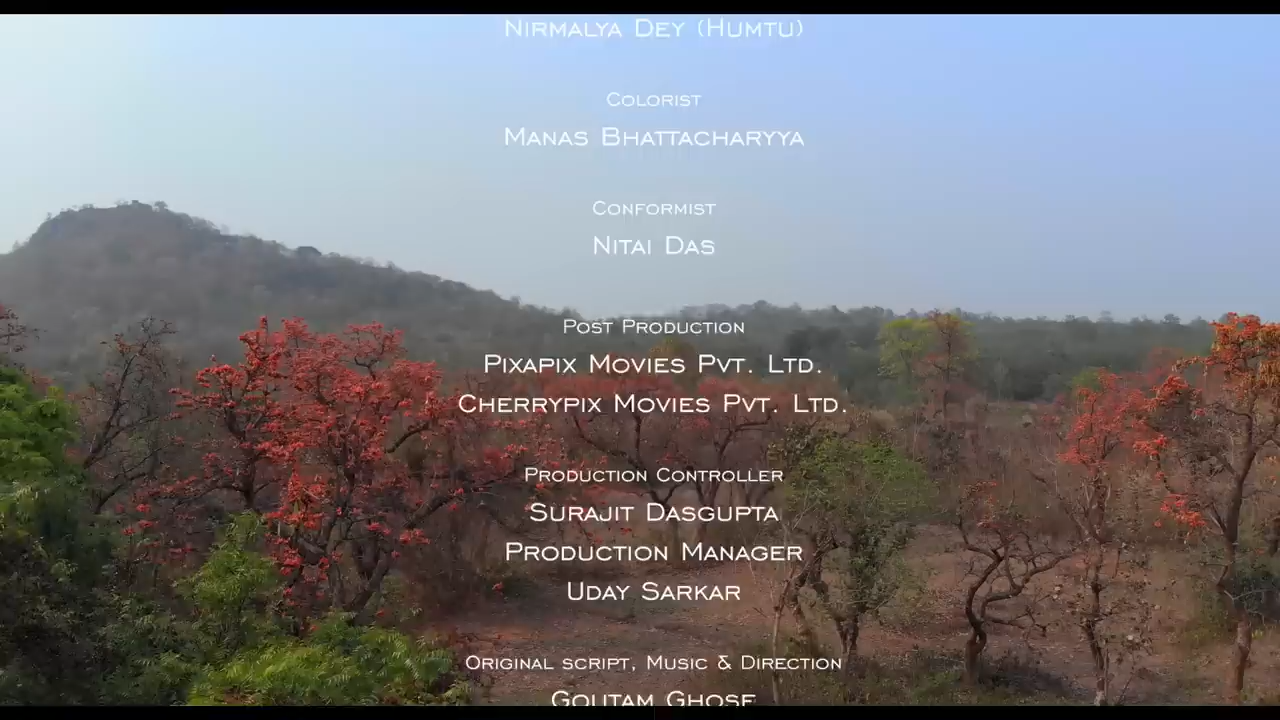 Nirmalya Dey (Humtu)
Colorist
Manas Bhattacharyya
Conformist
Nitai Das
Post Production
Pixapix Movies Pvt. Ltd.
Cherrypix Movies Pvt. Ltd.
Production Controller
Surajit Dasgupta
Production Manager
Uday Sarkar
Original script, Music & Direction
Goutam Ghose